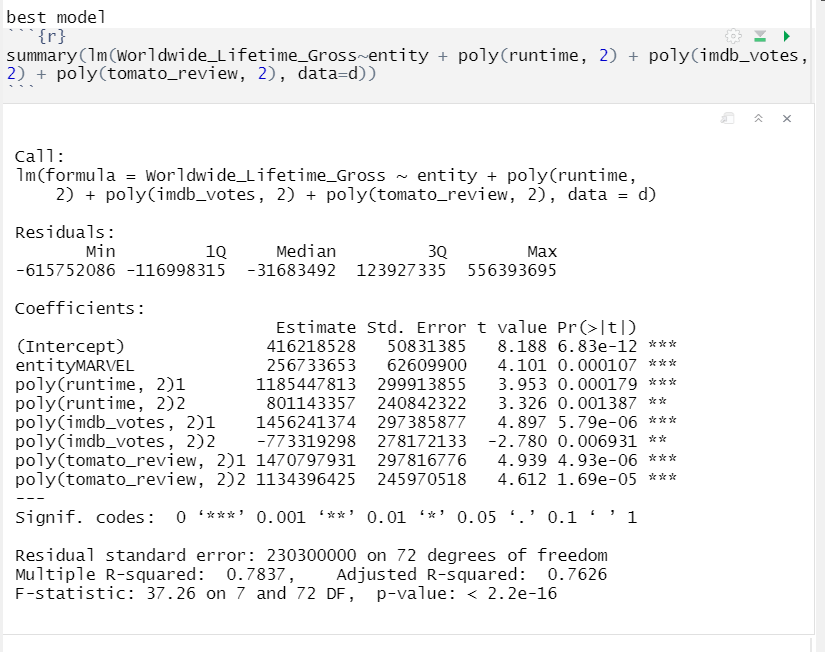 best model
```{r}
summary(lm(Worldwide_Lifetime_Gross~entity + poly(runtime, 2) + poly(imdb_votes,
2) + poly(tomato_review, 2), data=d))
```
Call:
lm(formula = Worldwide_Lifetime_Gross ~ entity + poly(runtime,
    2) + poly(imdb_votes, 2) + poly(tomato_review, 2), data = d)
Residuals:
       Min         1Q     Median         3Q        Max
-615752086 -116998315  -31683492  123927335  556393695
Coefficients:
                          Estimate Std. Error t value Pr(>|t|)
(Intercept)              416218528   50831385   8.188 6.83e-12 ***
entityMARVEL             256733653   62609900   4.101 0.000107 ***
poly(runtime, 2)1       1185447813  299913855   3.953 0.000179 ***
poly(runtime, 2)2        801143357  240842322   3.326 0.001387 **
poly(imdb_votes, 2)1    1456241374  297385877   4.897 5.79e-06 ***
poly(imdb_votes, 2)2    -773319298  278172133  -2.780 0.006931 **
poly(tomato_review, 2)1 1470797931  297816776   4.939 4.93e-06 ***
poly(tomato_review, 2)2 1134396425  245970518   4.612 1.69e-05 ***
---
Signif. codes:  0 ‘***’ 0.001 ‘**’ 0.01 ‘*’ 0.05 ‘.’ 0.1 ‘ ’ 1
Residual standard error: 230300000 on 72 degrees of freedom
Multiple R-squared:  0.7837,    Adjusted R-squared:  0.7626
F-statistic: 37.26 on 7 and 72 DF,  p-value: < 2.2e-16